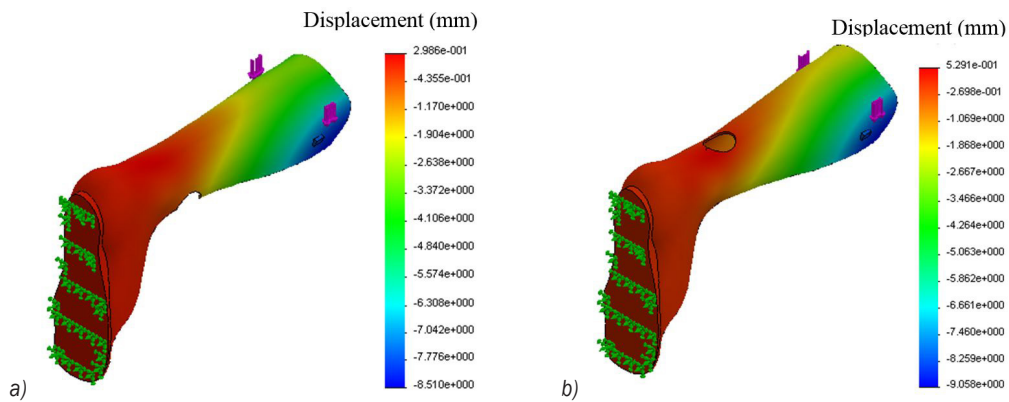 Displacement (mm)
2.986e-001
-4.355e-001
-1.170e+000
-1.904e+000
-2.638e+000
-3.372e+000
-4.106e+000
-4.840e+000
-5.574e+000
-6.308e+000
-7.042e+000
-7.776e+000
-8.510e+000
a)
Displacement (mm)
5.291e-001
-2.698e-001
-1.069e+000
-1.868e+000
-2.667e+000
-3.466e+000
-4.264e+000
-5.063e+000
-5.862e+000
-6.661e+000
-7.460e+000
-8.259e+000
-9.058e+000
b)